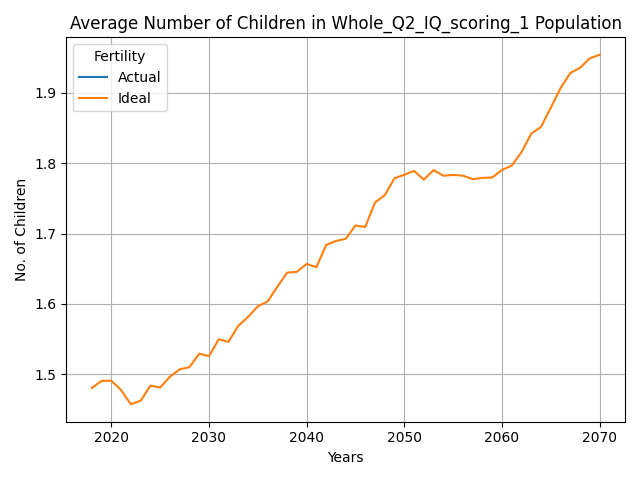 Average Number of Children in Whole_Q2_IQ_scoring_1 Population
Fertility
Actual
Ideal
No. of Children
1.9
1.8
1.7
1.6
1.5
2020 2030 2040 2050 2060 2070
Years